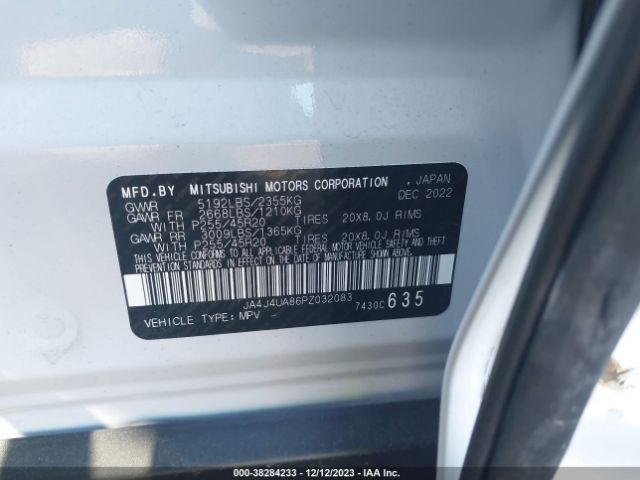 MFD.BY MITSUBISHI MOTORS CORPORATION , JAPAN
GVWR 5192LBS/2355KG DEC 2022
GAWR FR 2668LBS/1210KG
WITH P255/45R20 TIRES 20X8.0J RIMS
GAWR RR 3009LBS/1365KG
WITH P255/45R20 TIRES 20X8.0J RIMS
THIS VEHICLE CONFORMS TO ALL APPLICABLE FEDERAL MOTOR VEHICLE SAFETY, BUMPER, AND THEFT
PREVENTION STANDARDS IN EFFECT ON THE DATE OF MANUFACTURE SHOWN ABOVE.
JA4J4UA86PZ032083 7430C 635
VEHICLE TYPE: MPV
000-38284233 - 12/12/2023 - IAA Inc.